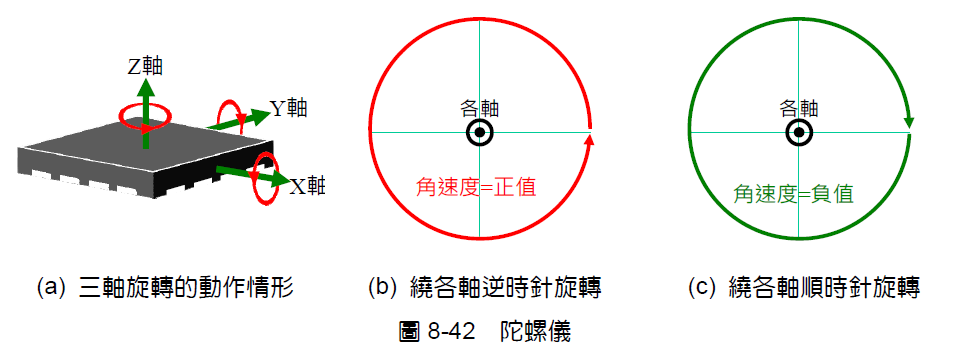 Z軸
Y軸
X軸
各軸
角速度=正值
各軸
角速度=負值
(a) 三軸旋轉的動作情形
(b) 繞各軸逆時針旋轉
(c) 繞各軸順時針旋轉
圖 8-42 陀螺儀